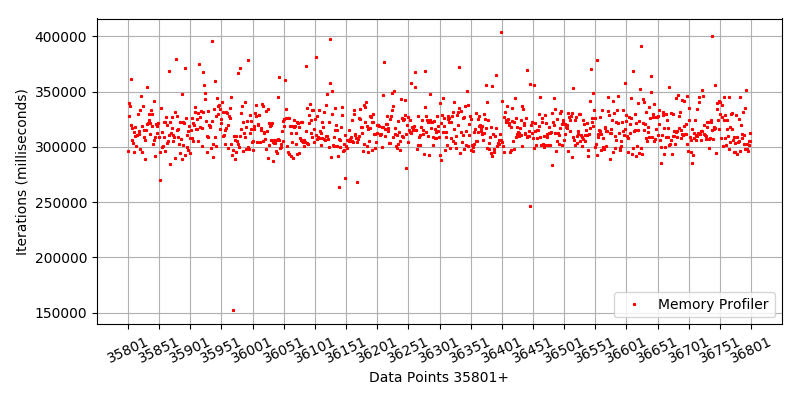 400000
350000
300000
250000
200000
150000
Iterations (milliseconds)
Memory Profiler
35801 35851 35901 35951 36001 36051 36101 36151 36201 36251 36301 36351 36401 36451 36501 36551 36601 36651 36701 36751 36801
Data Points 35801+